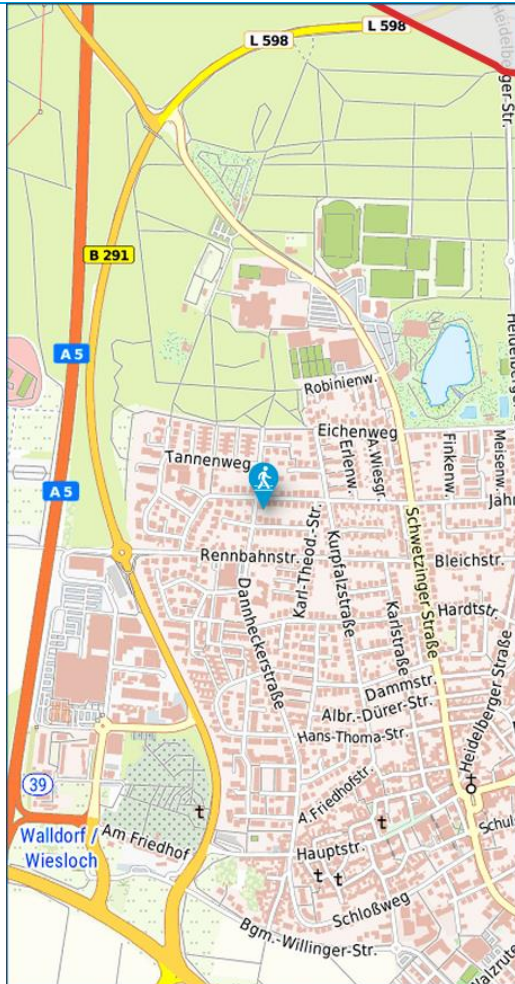 L 598
L 598
Heidelberger-Str.
B 291
A 5
Robinienw.
Eichenweg
Tannenweg
Erlenw.
A.Wiesgr.
Finkenw.
Meisenw.
A 5
Rennbahnstr.
Karl-Theod.-Str.
Kurpfalzstraße
Schwetzinger Straße
Bleichstr.
Dannheckerstraße
Karlstraße
Hardtstr.
Dammstr.
Albr.-Dürer-Str.
Hans-Thoma-Str.
Heidelberger Straße
39
A.Friedhofstr.
Walldorf /
Wiesloch
Am Friedhof
Hauptstr.
Schloßweg
Bgm.-Willinger-Str.